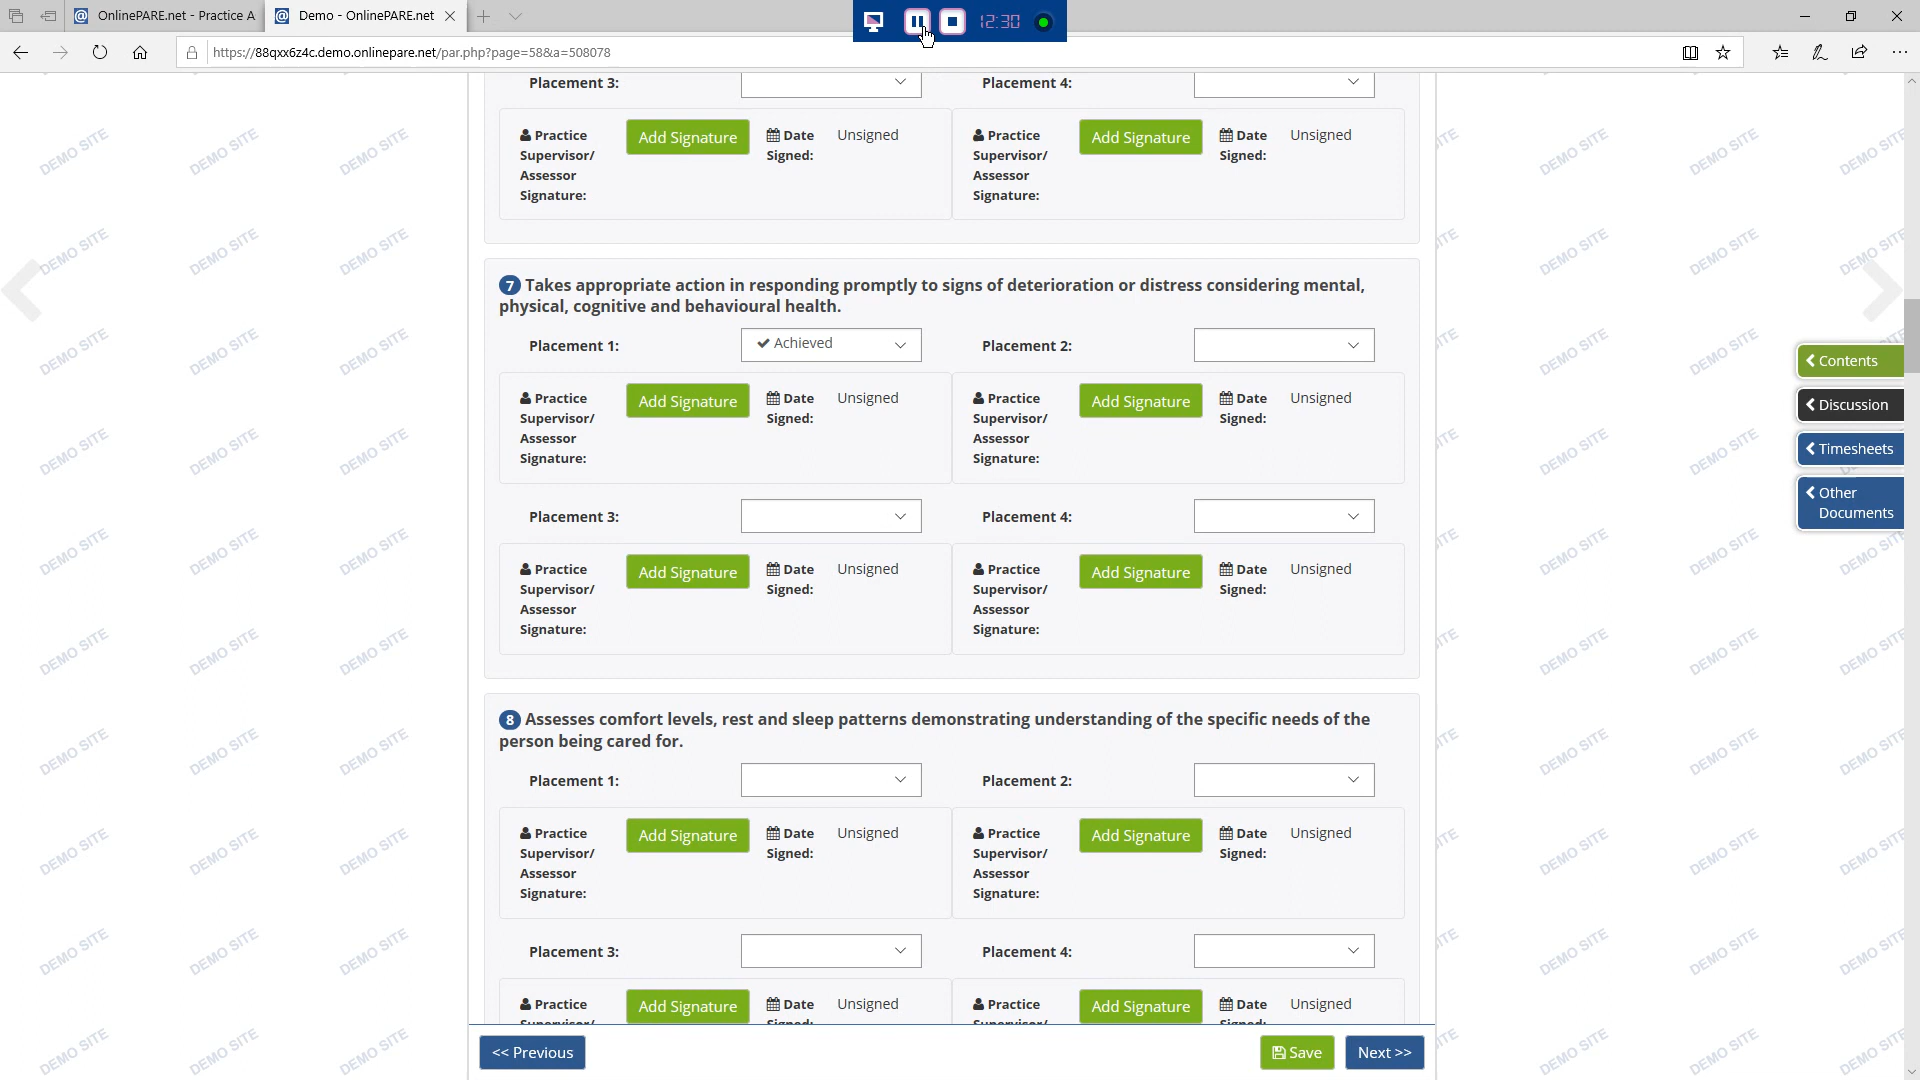 OnlinePARE.net - Practice A
Demo - OnlinePARE.net
12:30
https://88qxx6z4c.demo.onlinepare.net/par.php?page=58&a=508078
Placement 3:
Placement 4:
Practice Supervisor/ Assessor Signature:
Add Signature
Date Signed:
Unsigned
Practice Supervisor/ Assessor Signature:
Add Signature
Date Signed:
Unsigned
7 Takes appropriate action in responding promptly to signs of deterioration or distress considering mental,
physical, cognitive and behavioural health.
Placement 1:
Achieved
Placement 2:
Practice Supervisor/ Assessor Signature:
Add Signature
Date Signed:
Unsigned
Practice Supervisor/ Assessor Signature:
Add Signature
Date Signed:
Unsigned
Placement 3:
Placement 4:
Practice Supervisor/ Assessor Signature:
Add Signature
Date Signed:
Unsigned
Practice Supervisor/ Assessor Signature:
Add Signature
Date Signed:
Unsigned
8 Assesses comfort levels, rest and sleep patterns demonstrating understanding of the specific needs of the
person being cared for.
Placement 1:
Placement 2:
Practice Supervisor/ Assessor Signature:
Add Signature
Date Signed:
Unsigned
Practice Supervisor/ Assessor Signature:
Add Signature
Date Signed:
Unsigned
Placement 3:
Placement 4:
Practice
Add Signature
Date
Unsigned
Practice
Add Signature
Date
Unsigned
<< Previous
Save
Next >>
Contents
Discussion
Timesheets
Other
Documents
DEMO SITE